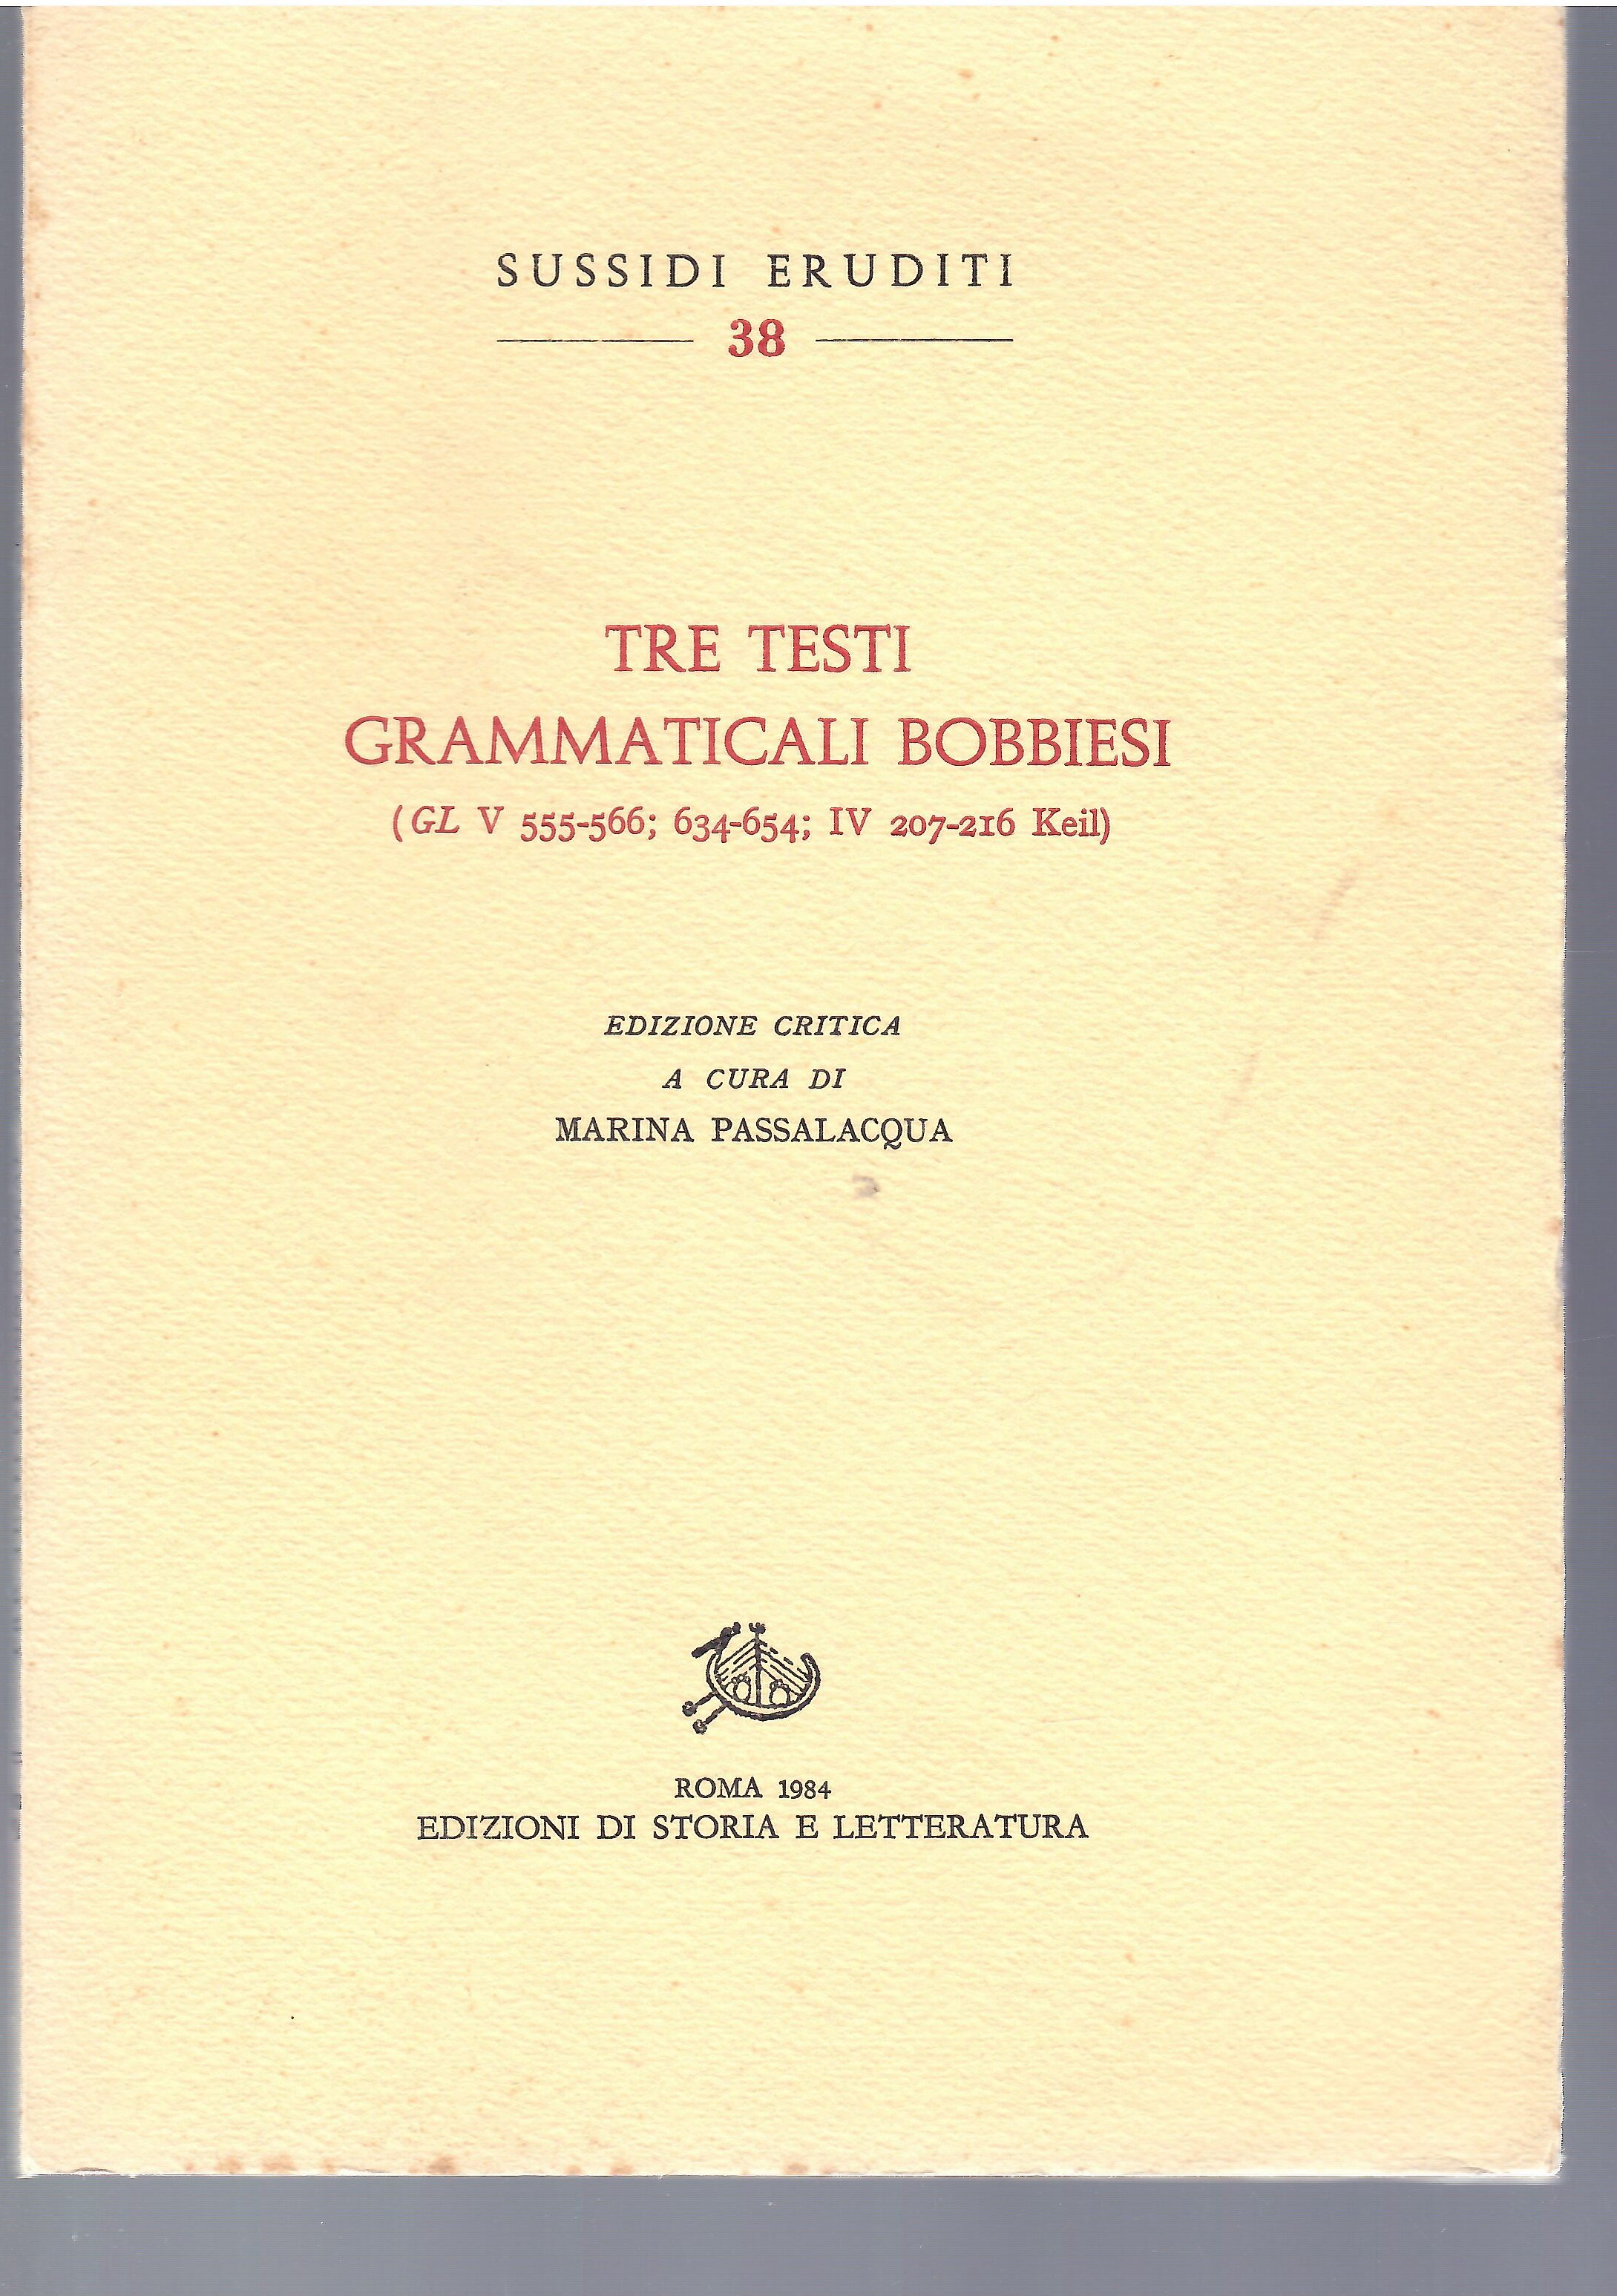 SUSSIDI ERUDITI
38
TRE TESTI
GRAMMATICALI BOBBIESI
(GL V 555-566; 634-654; IV 207-216 Keil)
EDIZIONE CRITICA
A CURA DI
MARINA PASSALACQUA
ROMA 1984
EDIZIONI DI STORIA E LETTERATURA